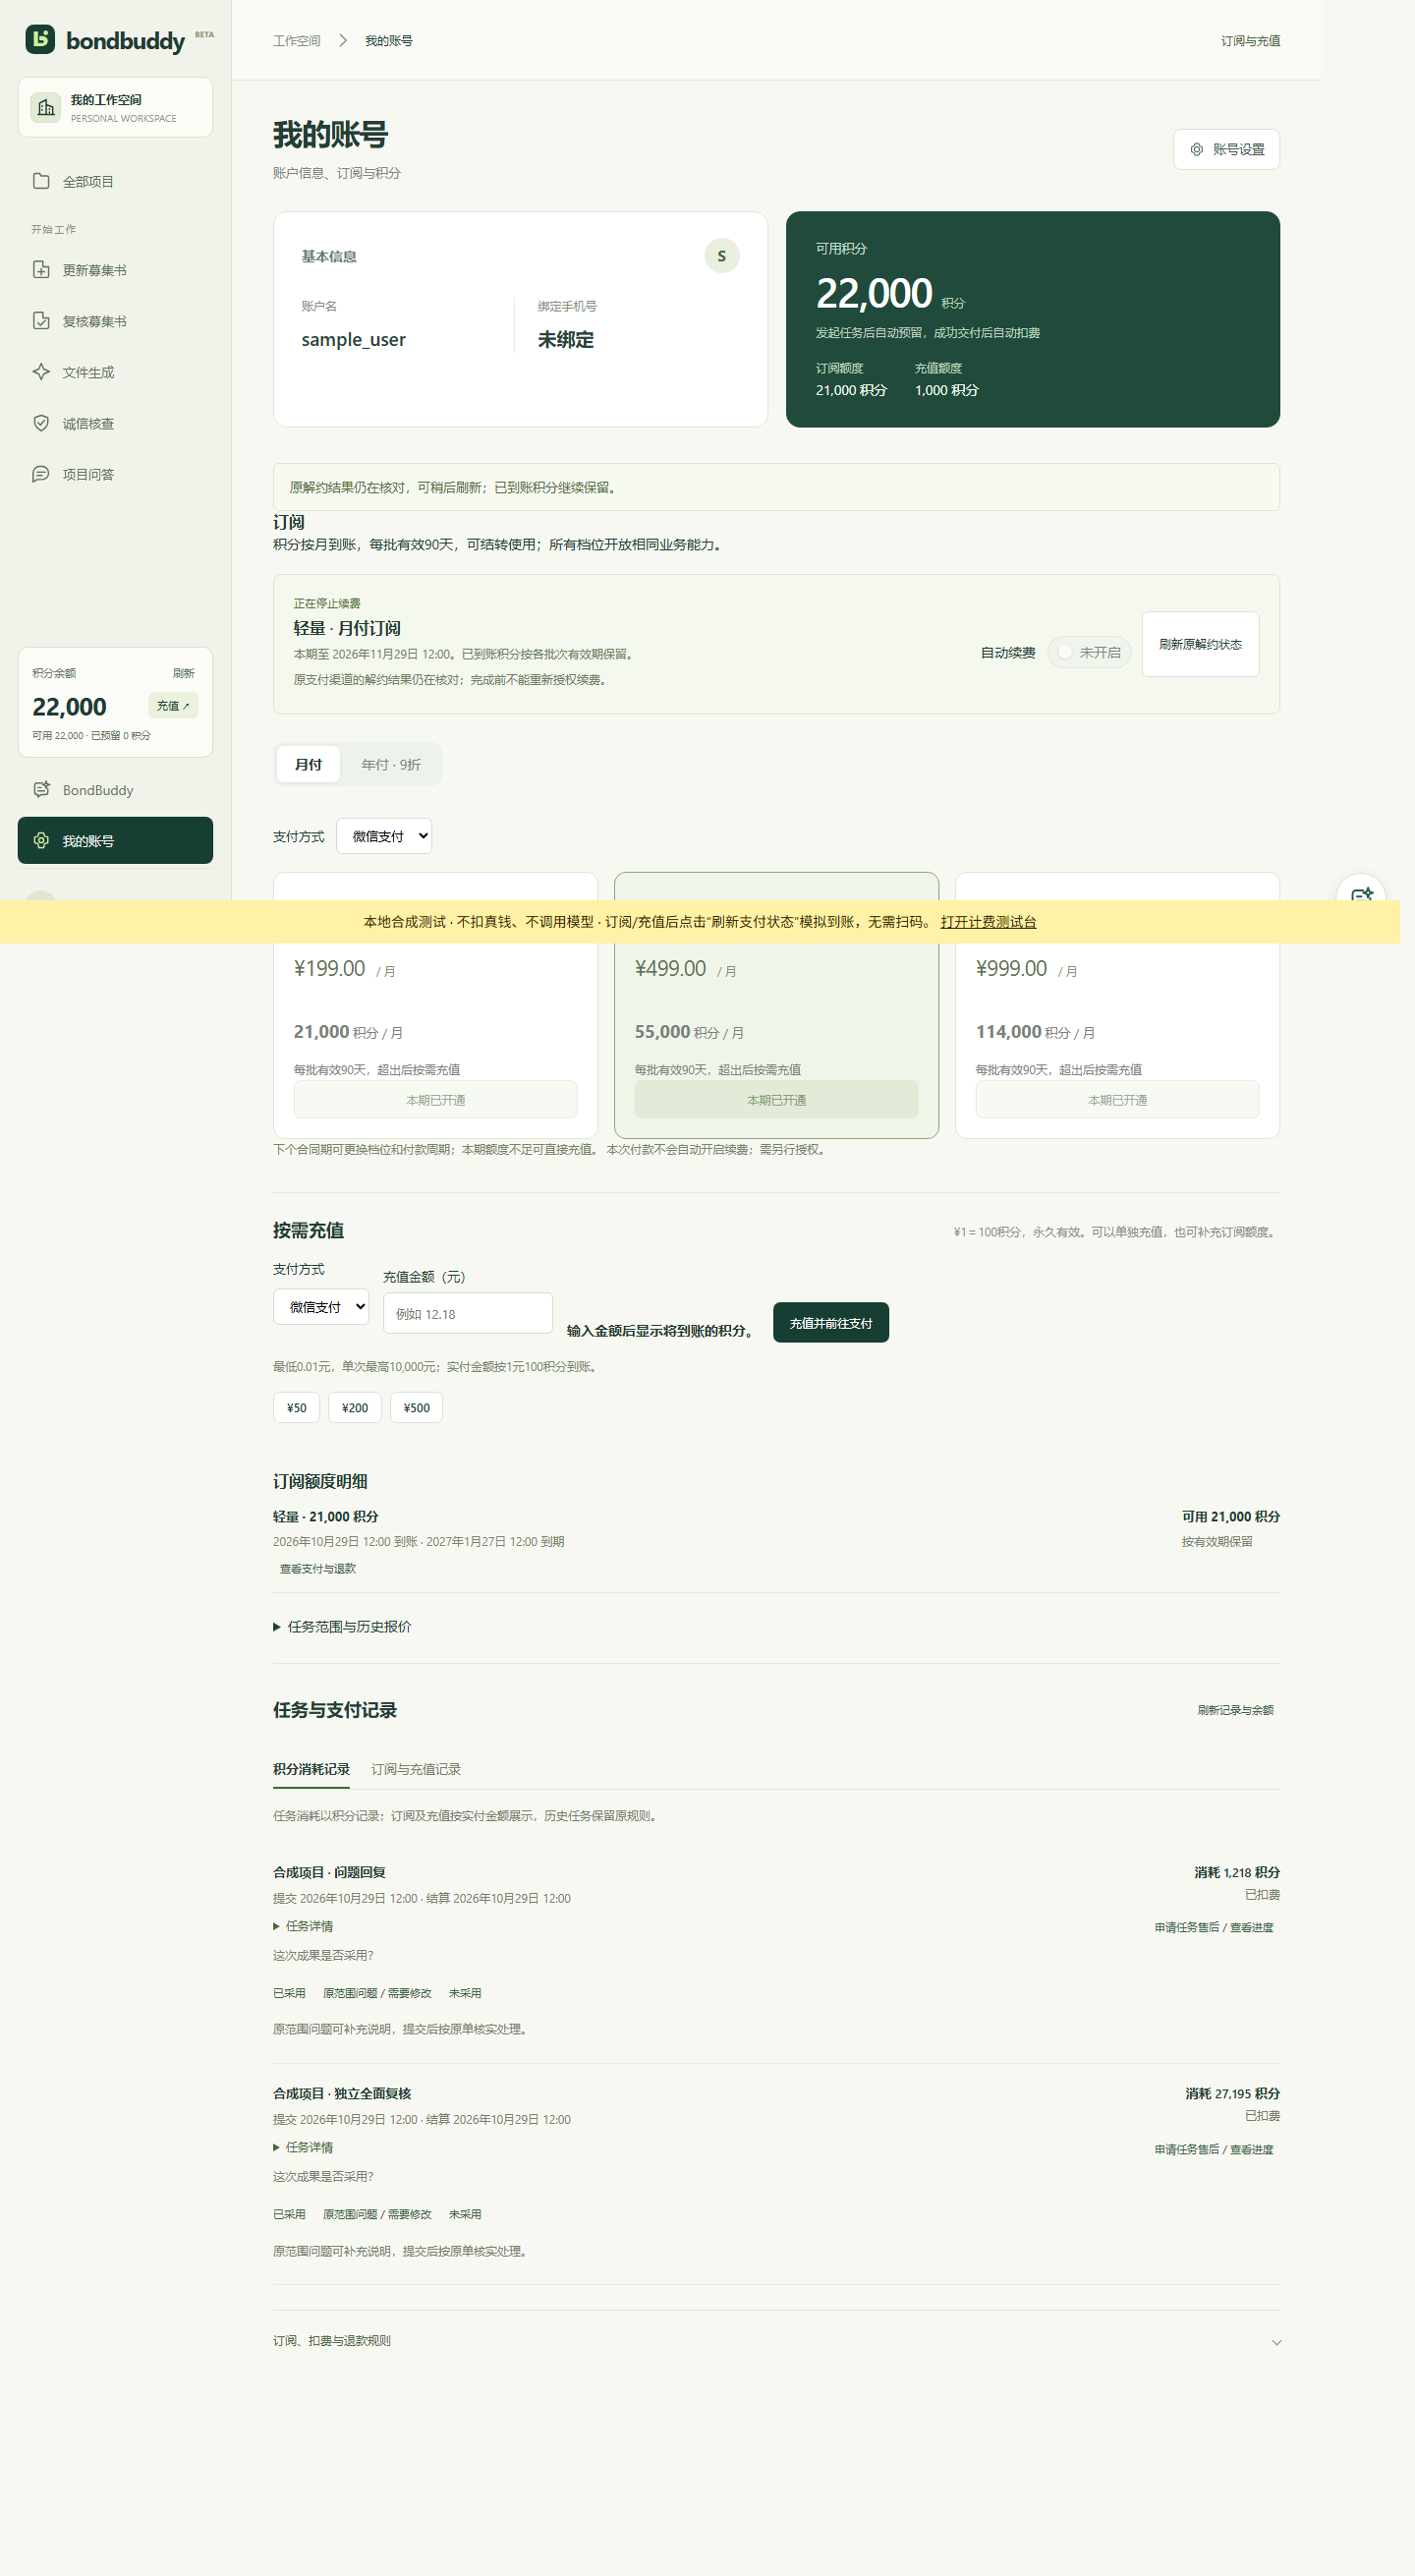 bondbuddy BETA
我的工作空间
PERSONAL WORKSPACE
全部项目
开始工作
更新募集书
复核募集书
文件生成
诚信核查
项目问答
积分余额 刷新
22,000 充值 ↗
可用 22,000 · 已预留 0 积分
BondBuddy
我的账号
工作空间 > 我的账号 订阅与充值
我的账号
账户信息、订阅与积分
账号设置
基本信息 S
账户名
sample_user
绑定手机号
未绑定
可用积分
22,000 积分
发起任务后自动预留，成功交付后自动扣费
订阅额度 充值额度
21,000 积分 1,000 积分
原解约结果仍在核对，可稍后刷新；已到账积分继续保留。
订阅
积分按月到账，每批有效90天，可结转使用；所有档位开放相同业务能力。
正在停止续费
轻量 · 月付订阅
本期至 2026年11月29日 12:00。已到账积分按各批次有效期保留。
原支付渠道的解约结果仍在核对；完成前不能重新授权续费。
自动续费 未开启 刷新原解约状态
月付 年付 · 9折
支付方式 微信支付
本地合成测试 · 不扣真钱、不调用模型 · 订阅/充值后点击“刷新支付状态”模拟到账，无需扫码。 打开计费测试台
¥199.00 / 月
21,000 积分 / 月
每批有效90天，超出后按需充值
本期已开通
¥499.00 / 月
55,000 积分 / 月
每批有效90天，超出后按需充值
本期已开通
¥999.00 / 月
114,000 积分 / 月
每批有效90天，超出后按需充值
本期已开通
下个合同期可更换档位和付款周期；本期额度不足可直接充值。 本次付款不会自动开启续费；需另行授权。
按需充值 ¥1 = 100积分，永久有效。可以单独充值，也可补充订阅额度。
支付方式 充值金额（元）
微信支付 例如 12.18 输入金额后显示将到账的积分。 充值并前往支付
最低0.01元，单次最高10,000元；实付金额按1元100积分到账。
¥50 ¥200 ¥500
订阅额度明细
轻量 · 21,000 积分 可用 21,000 积分
2026年10月29日 12:00 到账 · 2027年1月27日 12:00 到期 按有效期保留
查看支付与退款
▶ 任务范围与历史报价
任务与支付记录 刷新记录与余额
积分消耗记录 订阅与充值记录
任务消耗以积分记录；订阅及充值按实付金额展示，历史任务保留原规则。
合成项目 · 问题回复 消耗 1,218 积分
提交 2026年10月29日 12:00 · 结算 2026年10月29日 12:00 已扣费
▶ 任务详情 申请任务售后 / 查看进度
这次成果是否采用？
已采用 原范围问题 / 需要修改 未采用
原范围问题可补充说明，提交后按原单核实处理。
合成项目 · 独立全面复核 消耗 27,195 积分
提交 2026年10月29日 12:00 · 结算 2026年10月29日 12:00 已扣费
▶ 任务详情 申请任务售后 / 查看进度
这次成果是否采用？
已采用 原范围问题 / 需要修改 未采用
原范围问题可补充说明，提交后按原单核实处理。
订阅、扣费与退款规则